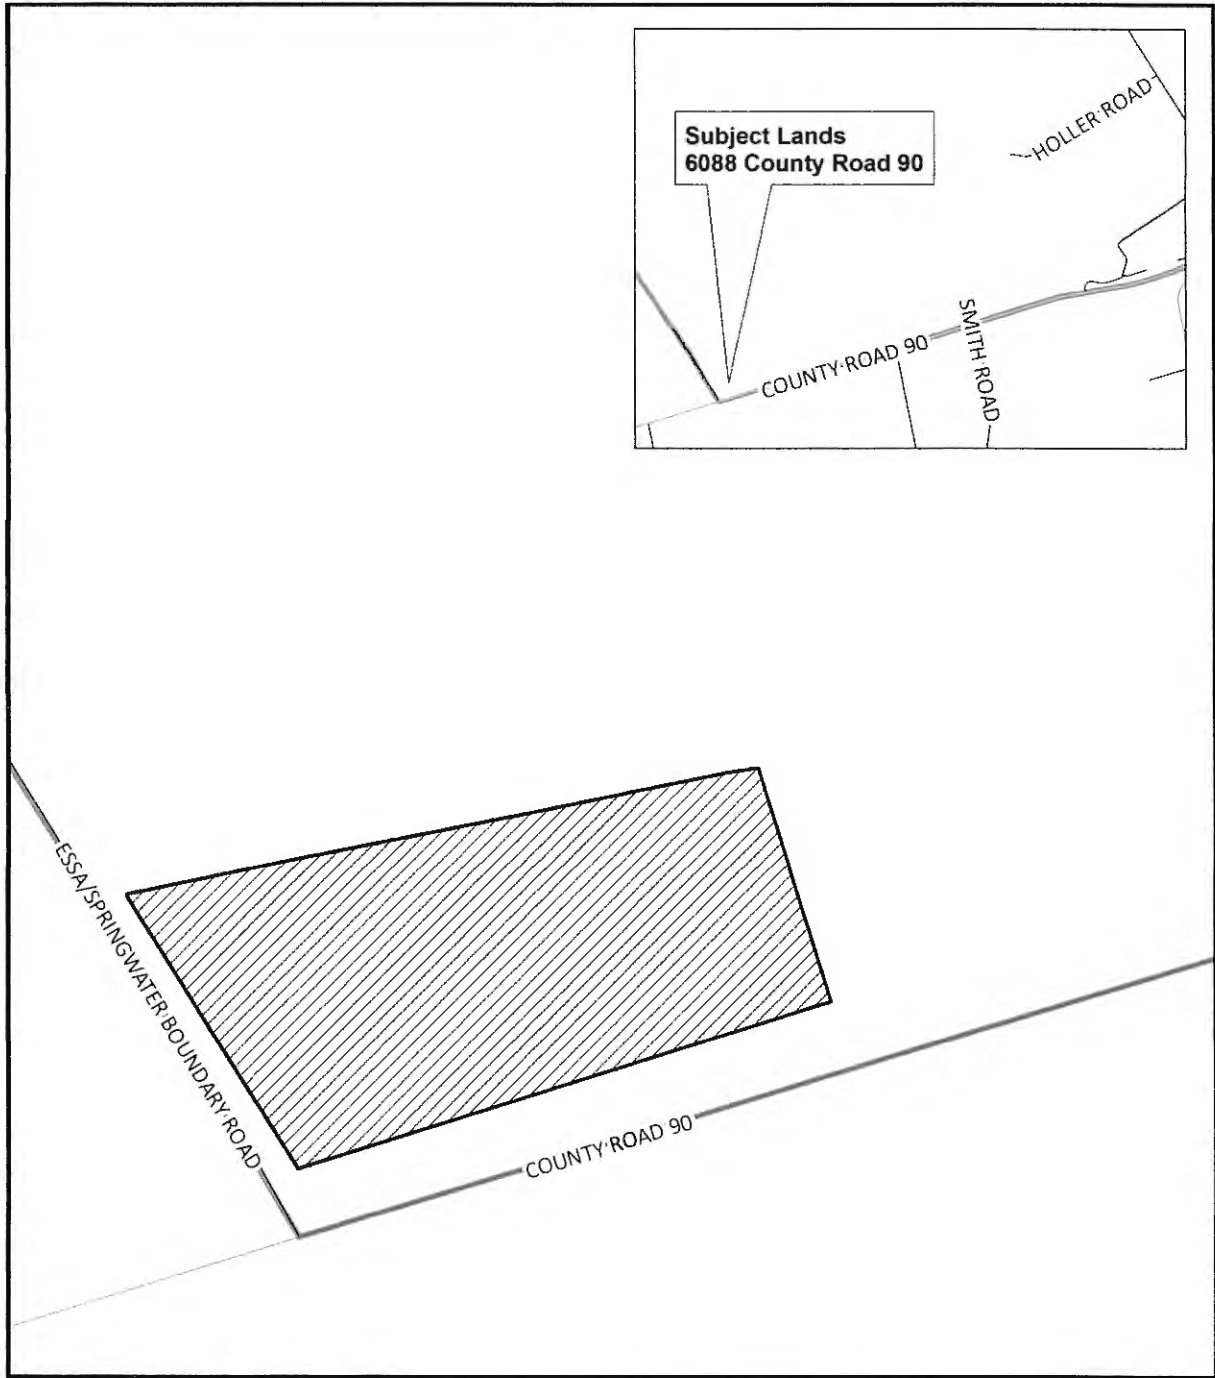 Subject Lands
6088 County Road 90
HOLLER ROAD
COUNTY ROAD 90
SMITH ROAD
ESSA/SPRINGWATER BOUNDARY ROAD
COUNTY ROAD 90